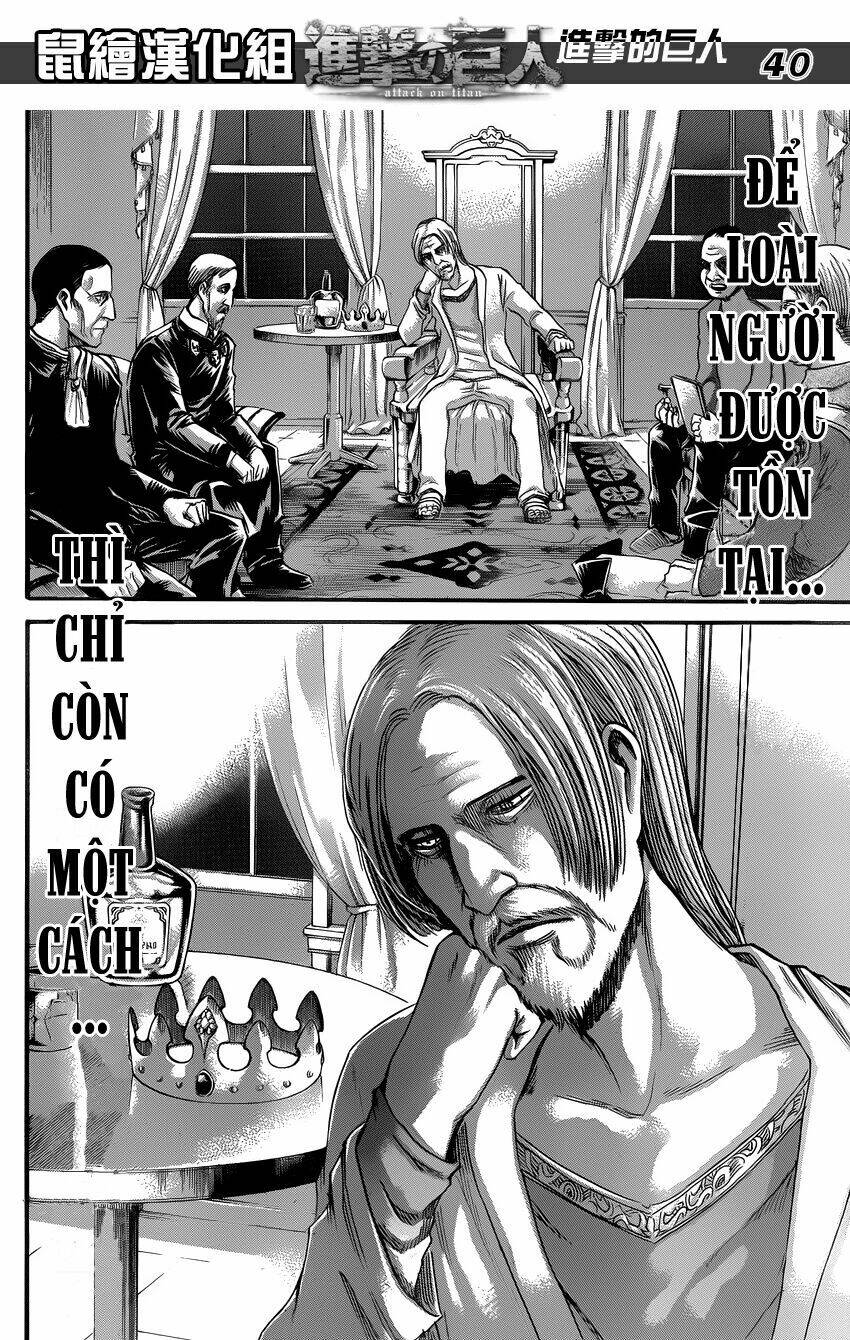 鼠繪漢化組
進撃の巨人
attack on titan
進擊的巨人
40
ĐỂ
LOÀI
NGƯỜI
ĐƯỢC
TỒN
TẠI...
THÌ
CHỈ
CÒN
CÓ
MỘT
CÁCH
...